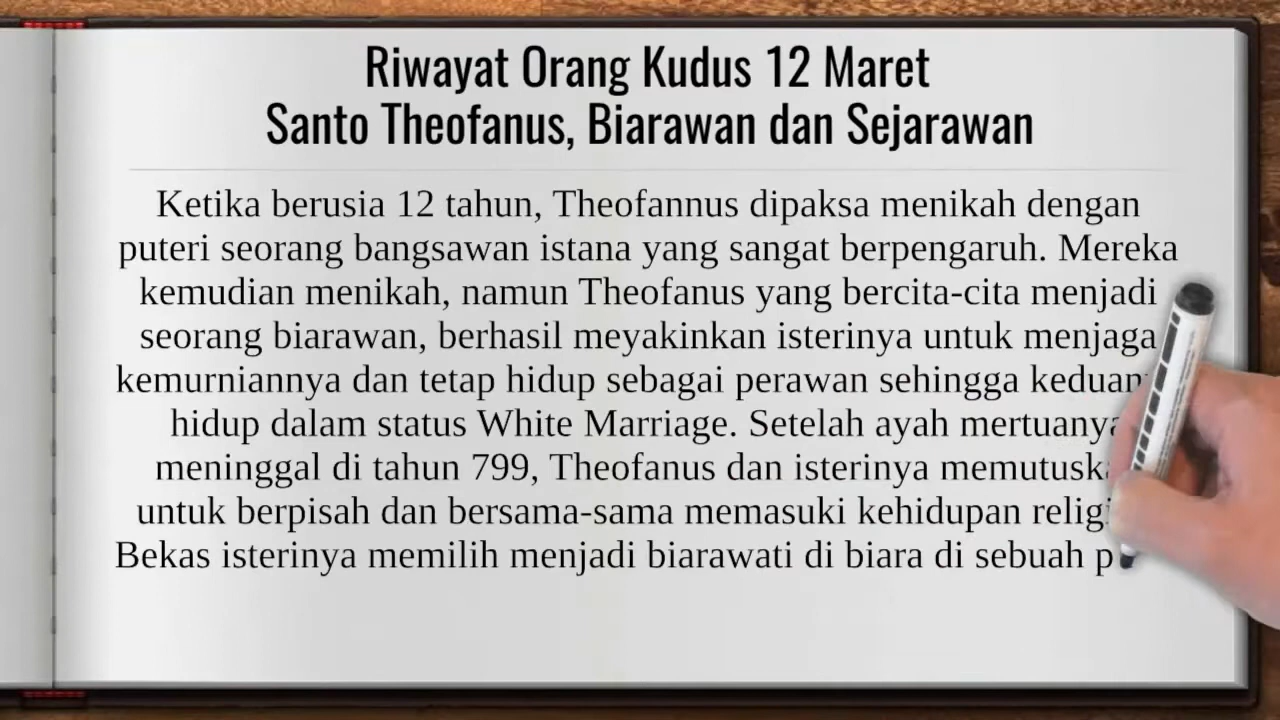 Riwayat Orang Kudus 12 Maret
Santo Theofanus, Biarawan dan Sejarawan
Ketika berusia 12 tahun, Theofannus dipaksa menikah dengan
puteri seorang bangsawan istana yang sangat berpengaruh. Mereka
kemudian menikah, namun Theofanus yang bercita-cita menjadi
seorang biarawan, berhasil meyakinkan isterinya untuk menjaga
kemurniannya dan tetap hidup sebagai perawan sehingga
hidup dalam status White Marriage. Setelah ayah mertuanya
meninggal di tahun 799, Theofanus dan isterinya
untuk berpisah dan bersama-sama memasuki kehidupan
Bekas isterinya memilih menjadi biarawati di biara di sebuah